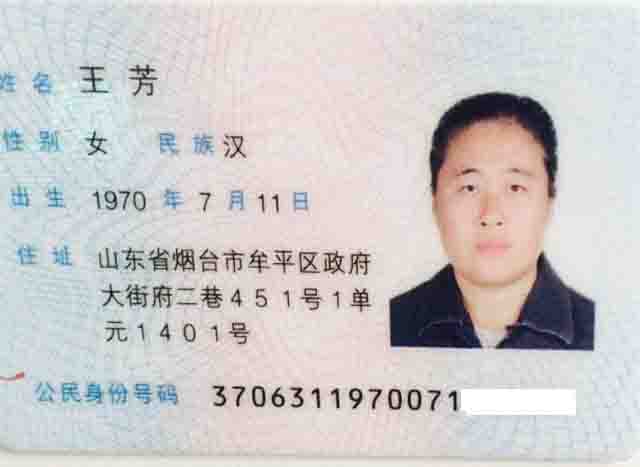 姓名 王芳
性别 女 民族 汉
出生 1970 年 7 月 11 日
住址 山东省烟台市牟平区政府
大街府二巷451号1单
元1401号
公民身份号码 3706311970071